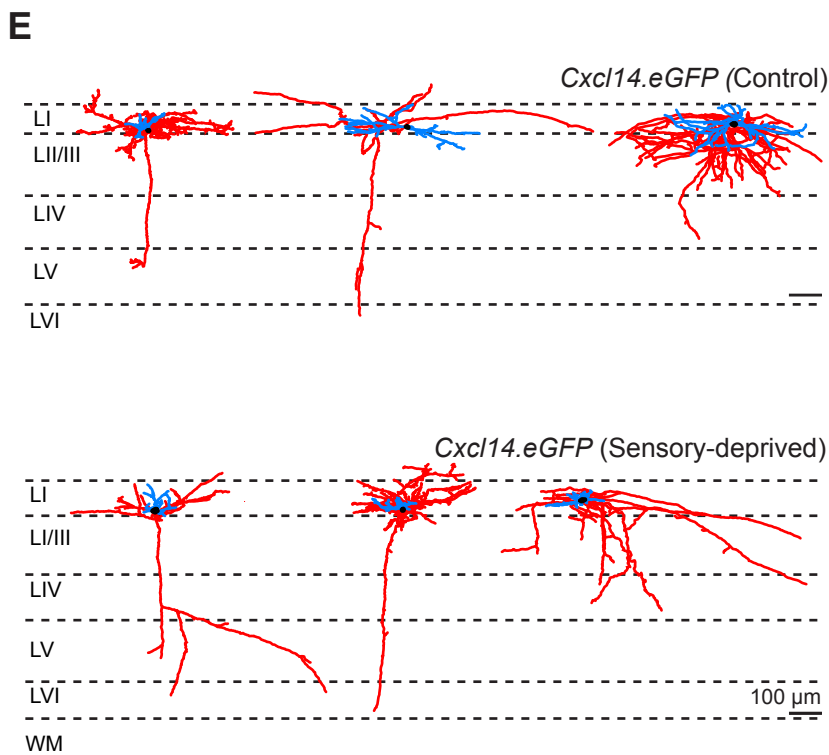 E
Cxcl14.eGFP (Control)
LI
LII/III
LIV
LV
LVI
Cxcl14.eGFP (Sensory-deprived)
LI
LI/III
LIV
LV
LVI
100 µm
WM